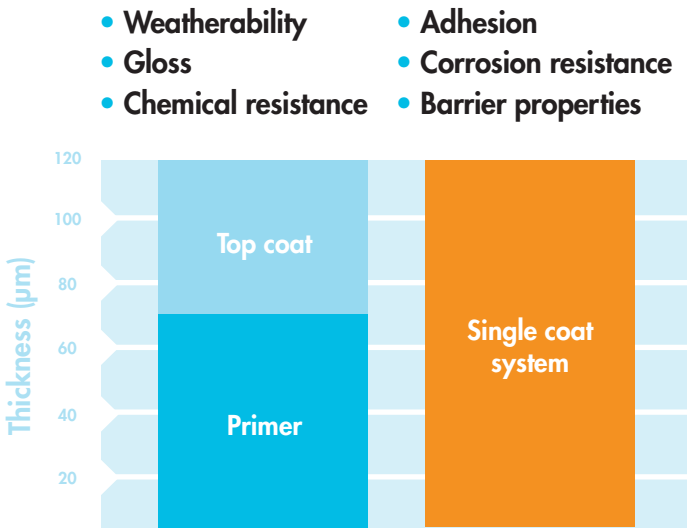 • Weatherability
• Gloss
• Chemical resistance
• Adhesion
• Corrosion resistance
• Barrier properties
Thickness (µm)
120
100
80
60
40
20
Top coat
Primer
Single coat
system